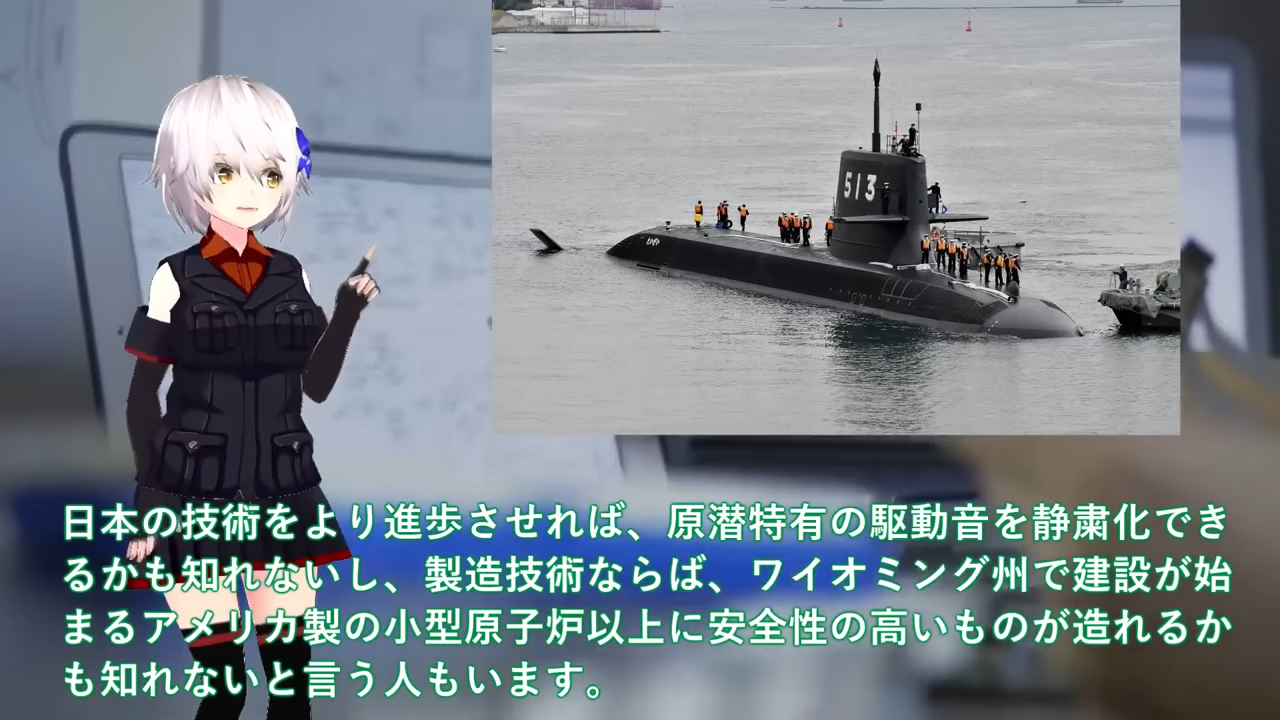 513
日本の技術をより進歩させれば、原潜特有の駆動音を静粛化でき
るかも知れないし、製造技術ならば、ワイオミング州で建設が始
まるアメリカ製の小型原子炉以上に安全性の高いものが造れるか
も知れないと言う人もいます。